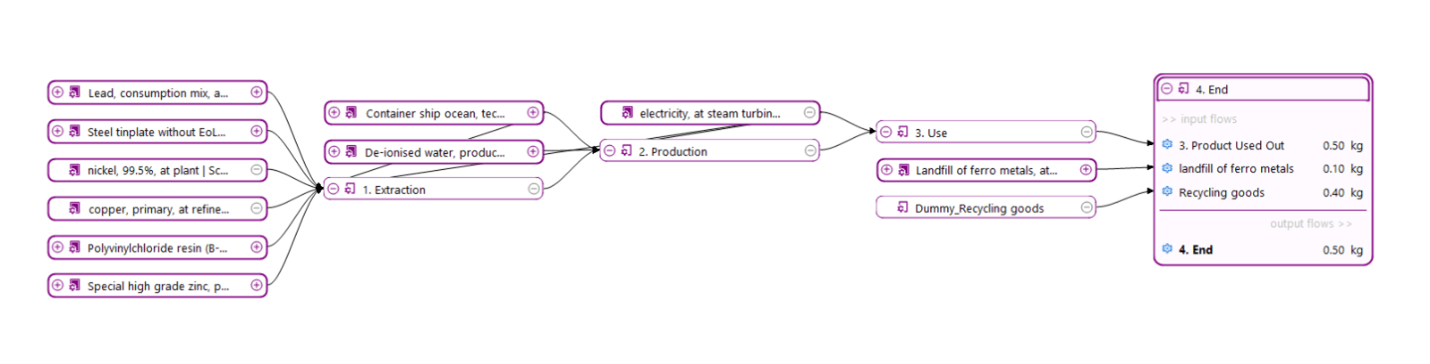 Lead, consumption mix, a...
Steel tinplate without EoL...
nickel, 99.5%, at plant | Sc...
copper, primary, at refine...
Polyvinylchloride resin (B-...
Special high grade zinc, p...
Container ship ocean, tec...
De-ionised water, produc...
1. Extraction
electricity, at steam turbin...
2. Production
3. Use
Landfill of ferro metals, at...
Dummy_Recycling goods
4. End
>> input flows
3. Product Used Out 0.50 kg
landfill of ferro metals 0.10 kg
Recycling goods 0.40 kg
output flows >>
4. End 0.50 kg